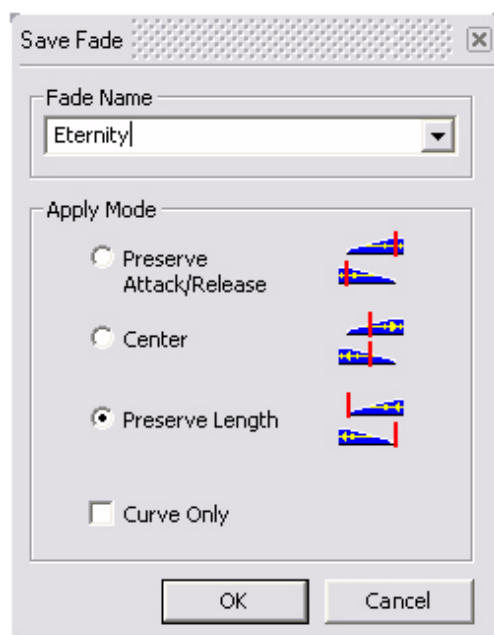 Save Fade
Fade Name
Eternity
Apply Mode
Preserve
Attack/Release
Center
Preserve Length
Curve Only
OK
Cancel